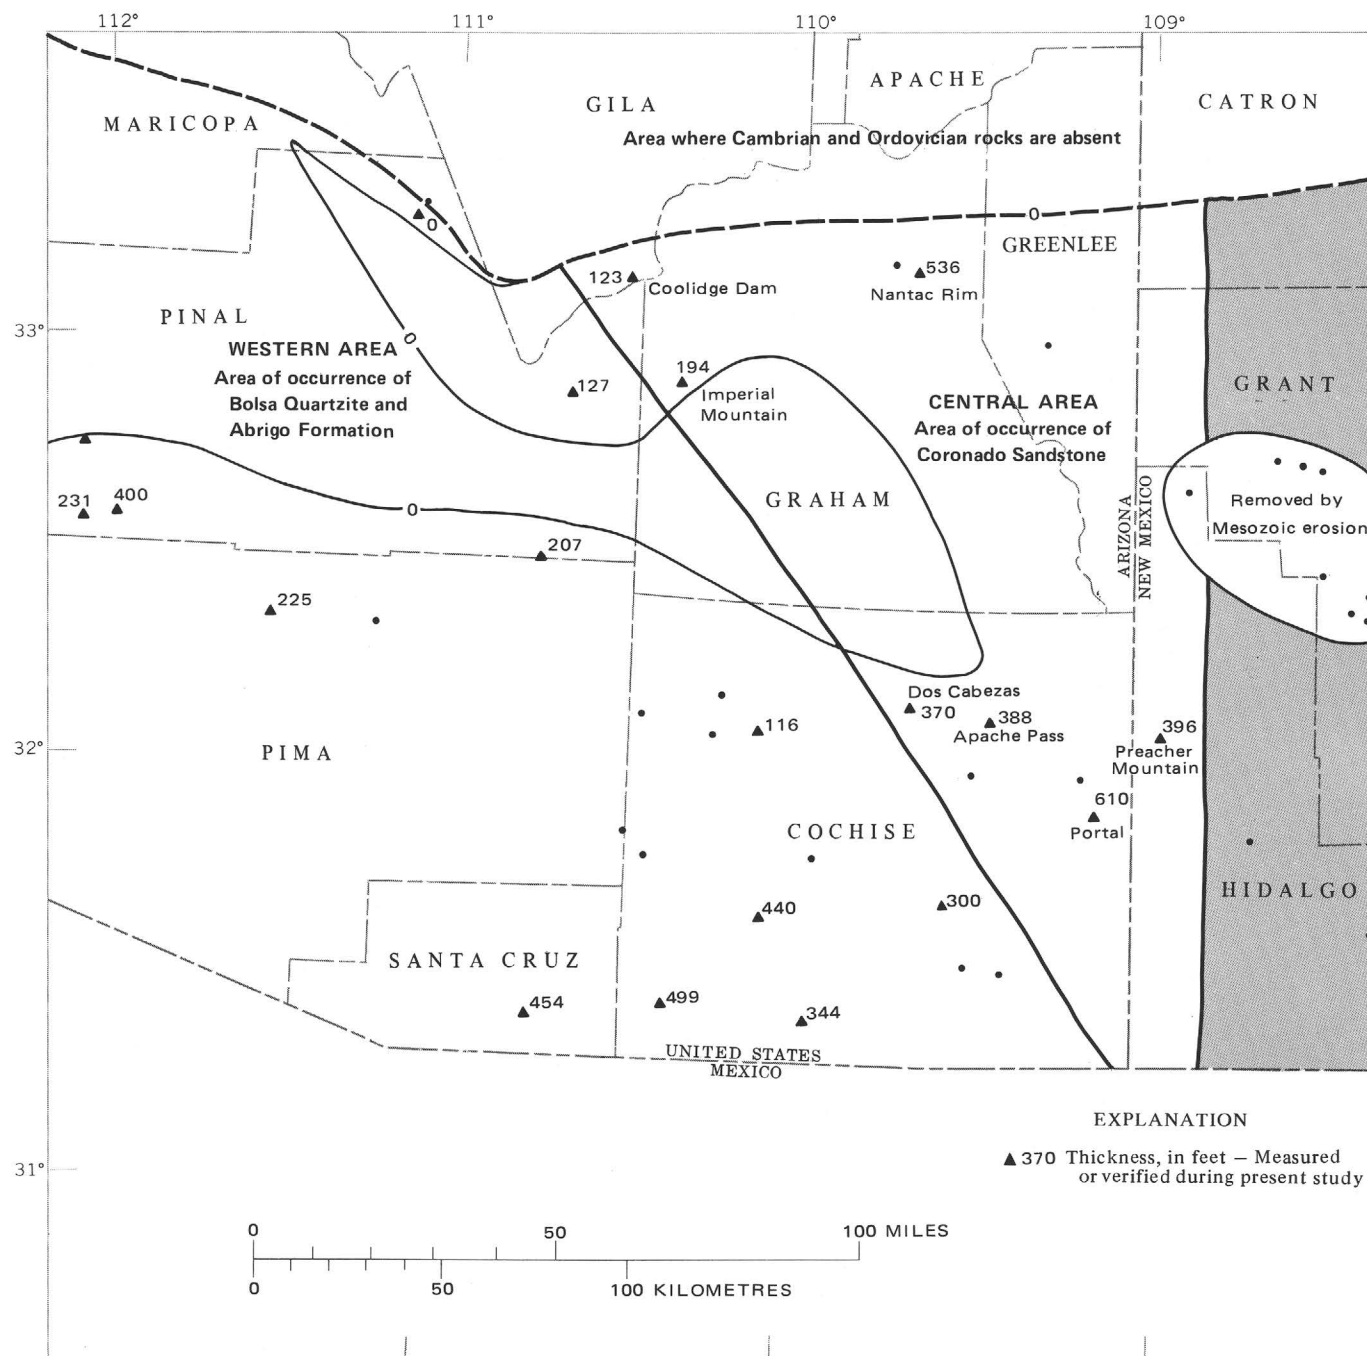 112°
111°
110°
109°
APACHE
GILA
CATRON
MARICOPA
Area where Cambrian and Ordovician rocks are absent
0
0
GREENLEE
123
Coolidge Dam
536
Nantac Rim
PINAL
33°
0
WESTERN AREA
Area of occurrence of
Bolsa Quartzite and
Abrigo Formation
127
194
Imperial
Mountain
GRANT
CENTRAL AREA
Area of occurrence of
Coronado Sandstone
231
400
0
GRAHAM
ARIZONA
NEW MEXICO
Removed by
Mesozoic erosion
207
225
Dos Cabezas
370
388
Apache Pass
116
396
Preacher
Mountain
32°
PIMA
610
Portal
COCHISE
HIDALGO
440
300
SANTA CRUZ
454
499
344
UNITED STATES
MEXICO
EXPLANATION
370 Thickness, in feet — Measured
or verified during present study
31°
0
50
100 MILES
0
50
100 KILOMETRES